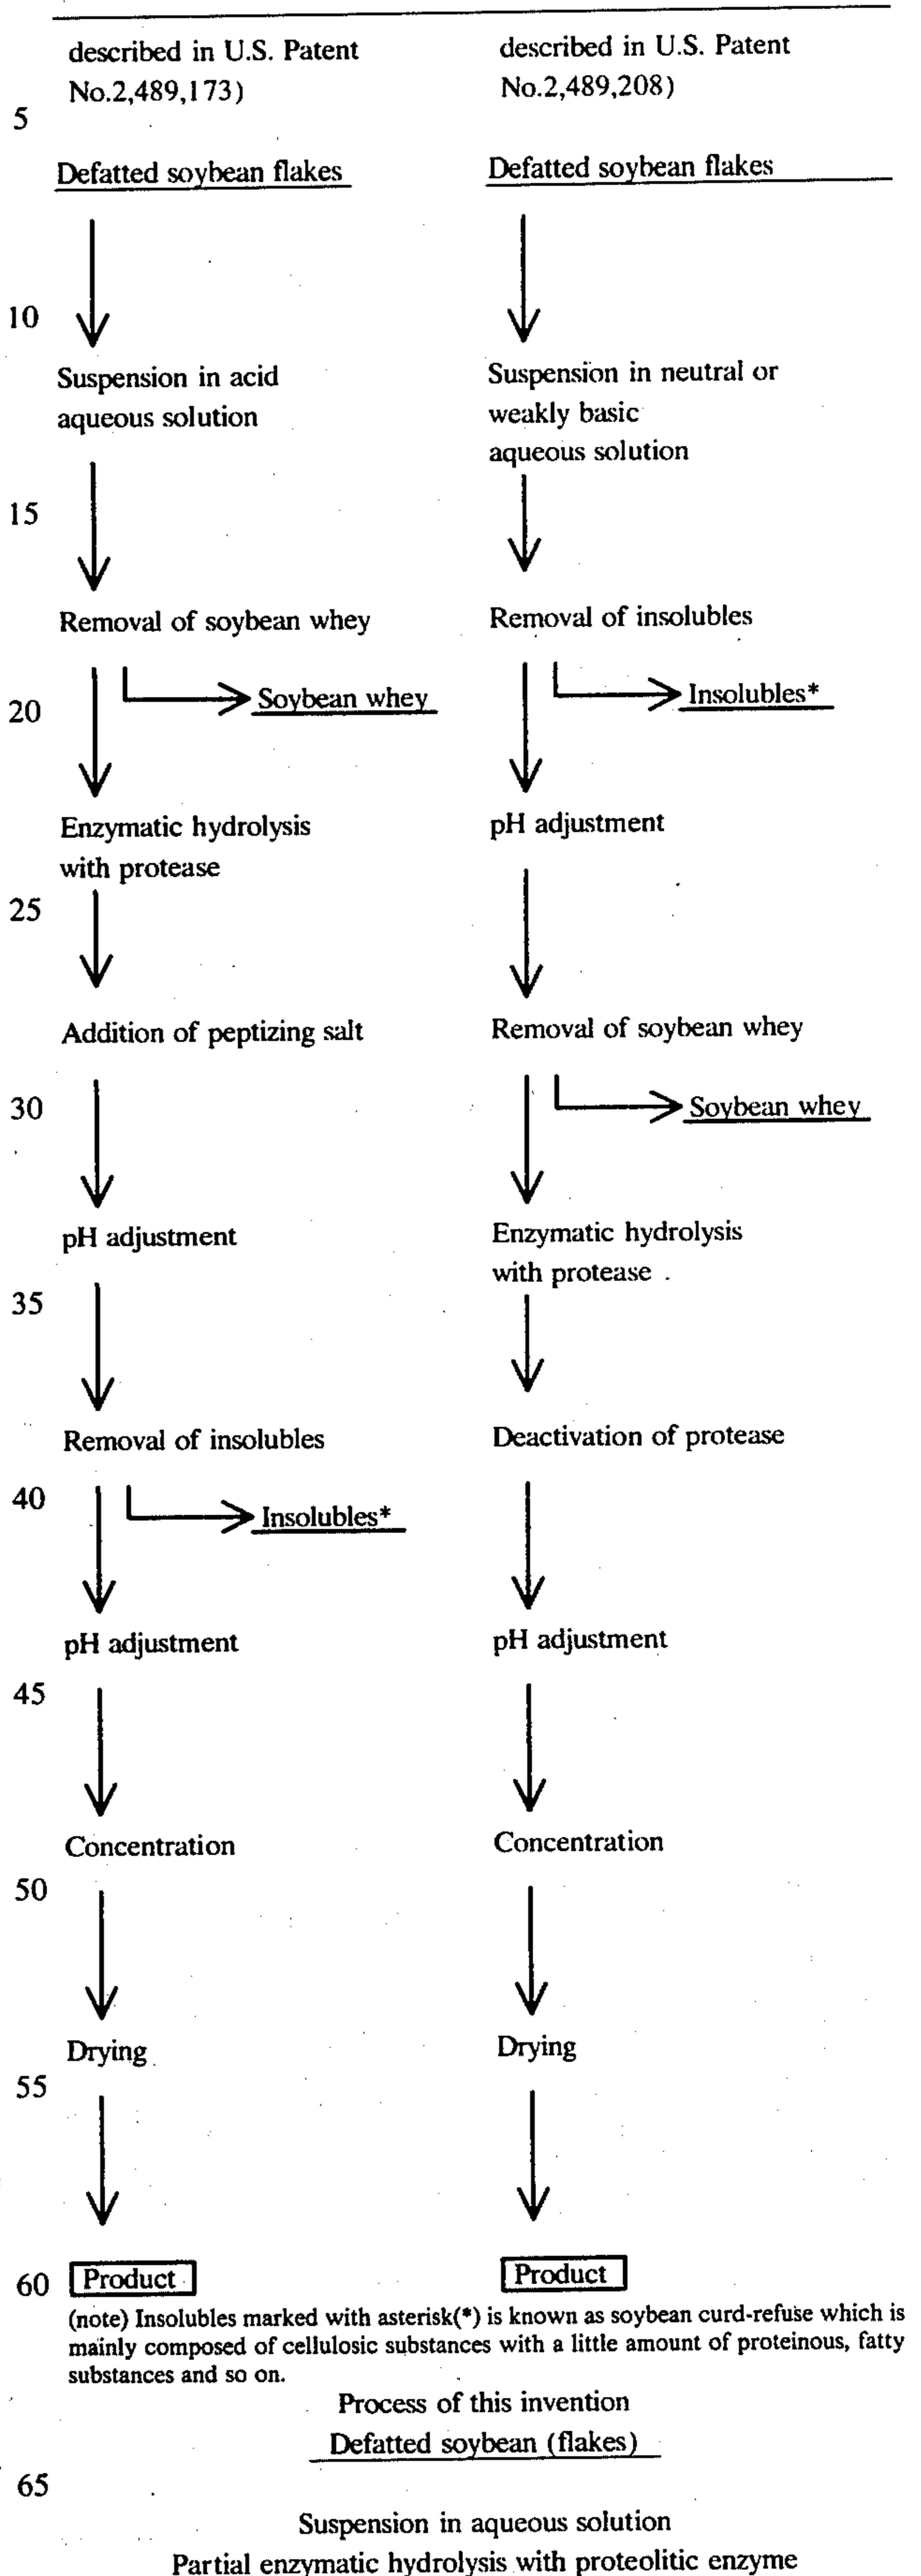 described in U.S. Patent
No.2,489,173)
Defatted soybean flakes
Suspension in acid
aqueous solution
Removal of soybean whey
Soybean whey
Enzymatic hydrolysis
with protease
Addition of peptizing salt
pH adjustment
Removal of insolubles
Insolubles*
pH adjustment
Concentration
Drying
Product
described in U.S. Patent
No.2,489,208)
Defatted soybean flakes
Suspension in neutral or
weakly basic
aqueous solution
Removal of insolubles
Insolubles*
pH adjustment
Removal of soybean whey
Soybean whey
Enzymatic hydrolysis
with protease .
Deactivation of protease
pH adjustment
Concentration
Drying
Product
5
10
15
20
25
30
35
40
45
50
55
60
(note) Insolubles marked with asterisk(*) is known as soybean curd-refuse which is
mainly composed of cellulosic substances with a little amount of proteinous, fatty
substances and so on.
Process of this invention
Defatted soybean (flakes)
65
Suspension in aqueous solution
Partial enzymatic hydrolysis with proteolitic enzyme